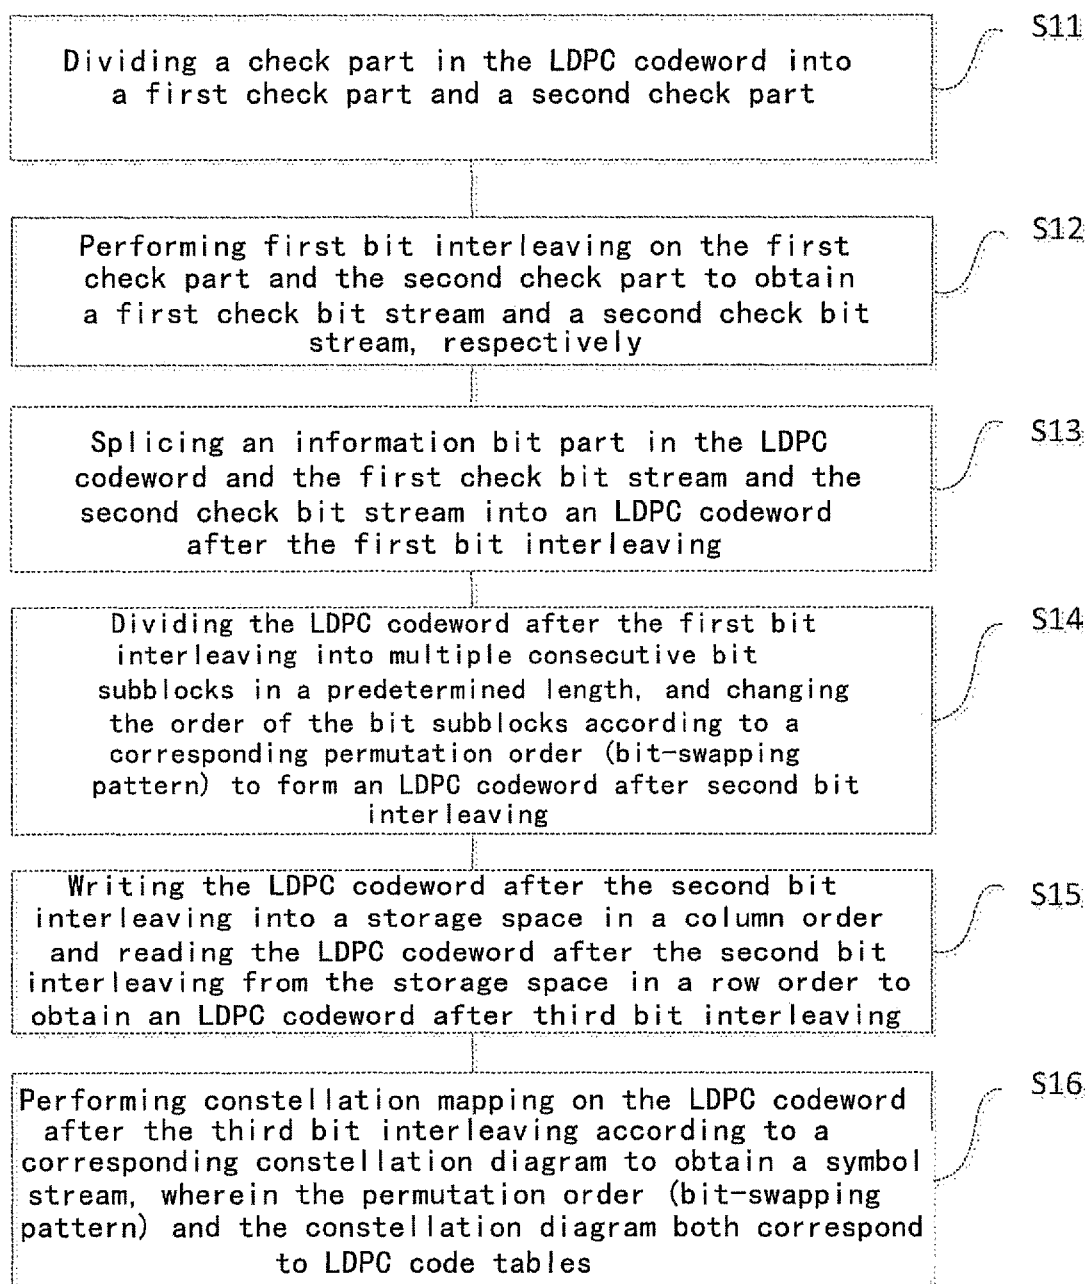 S11
Dividing a check part in the LDPC codeword into
a first check part and a second check part
S12
Performing first bit interleaving on the first
check part and the second check part to obtain
a first check bit stream and a second check bit
stream, respectively
S13
Splicing an information bit part in the LDPC
codeword and the first check bit stream and the
second check bit stream into an LDPC codeword
after the first bit interleaving
S14
Dividing the LDPC codeword after the first bit
interleaving into multiple consecutive bit
subblocks in a predetermined length, and changing
the order of the bit subblocks according to a
corresponding permutation order (bit-swapping
pattern) to form an LDPC codeword after second bit
interleaving
S15
Writing the LDPC codeword after the second bit
interleaving into a storage space in a column order
and reading the LDPC codeword after the second bit
interleaving from the storage space in a row order to
obtain an LDPC codeword after third bit interleaving
S16
Performing constellation mapping on the LDPC codeword
after the third bit interleaving according to a
corresponding constellation diagram to obtain a symbol
stream, wherein the permutation order (bit-swapping
pattern) and the constellation diagram both correspond
to LDPC code tables